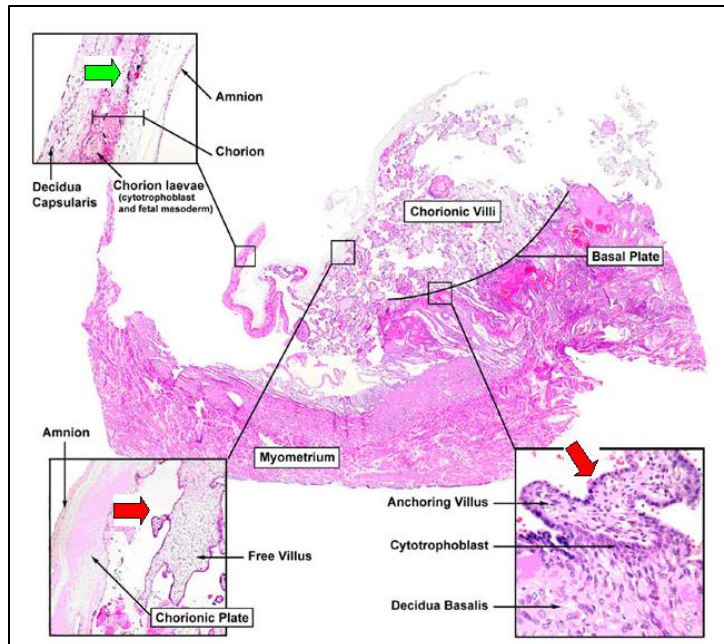 Amnion
Chorion
Decidua
Capsularis
Chorion laevae
(cytotrophoblast
and fetal mesoderm)
Chorionic Villi
Basal Plate
Myometrium
Amnion
Free Villus
Chorionic Plate
Anchoring Villus
Cytotrophoblast
Decidua Basalis